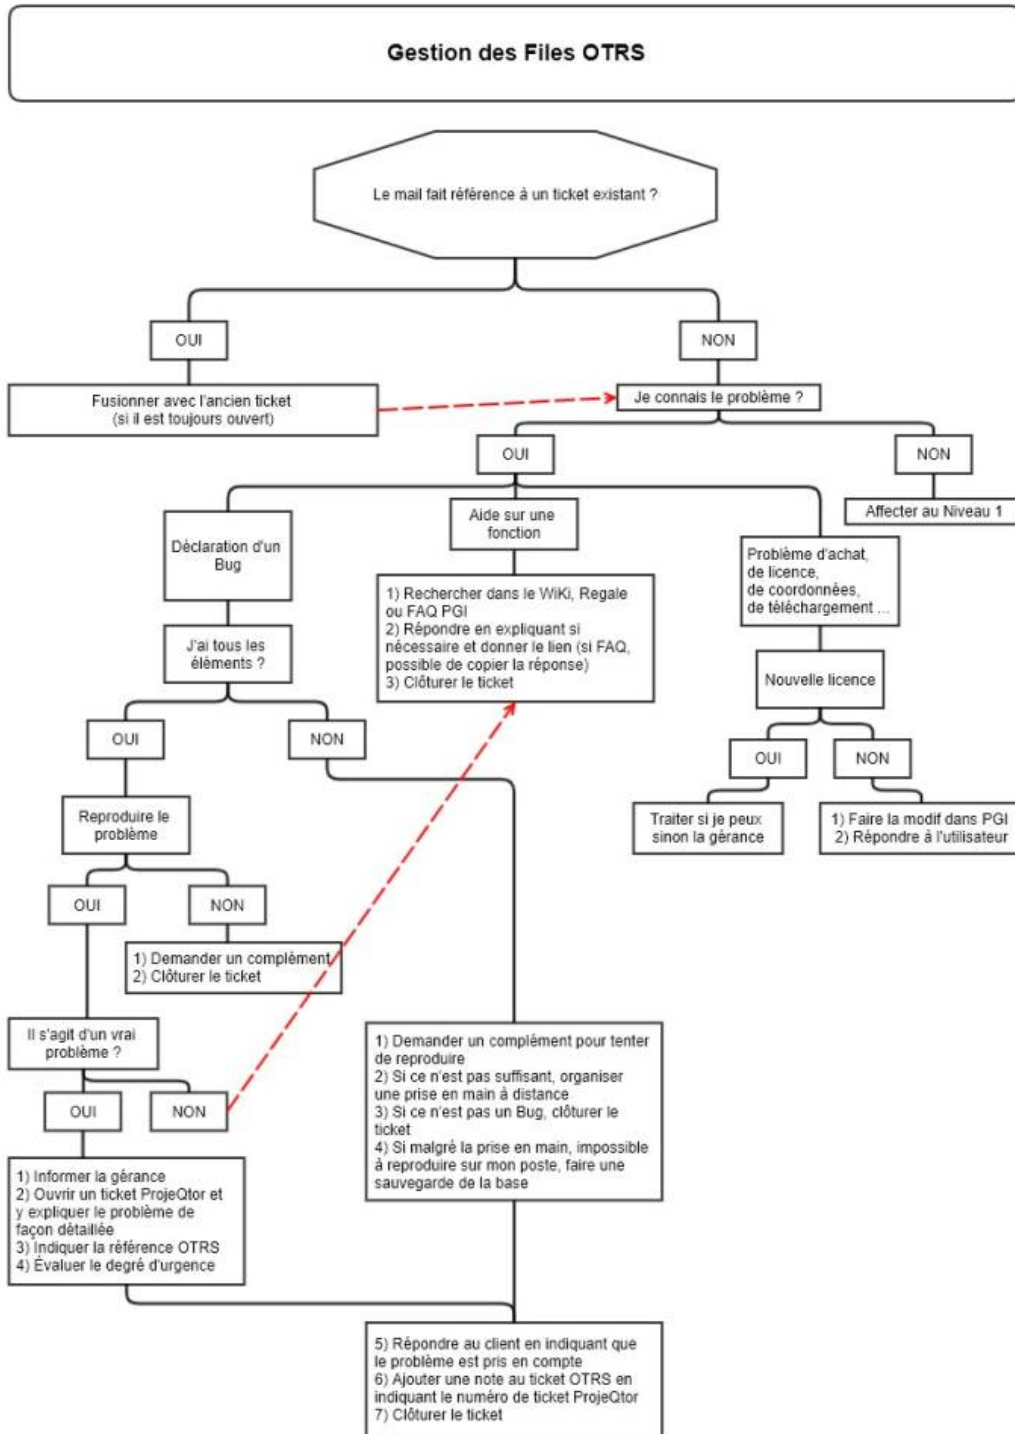 Gestion des Files OTRS
Le mail fait référence à un ticket existant ?
OUI
NON
Fusionner avec l'ancien ticket
(si il est toujours ouvert)
Je connais le problème ?
OUI
NON
Affecter au Niveau 1
Déclaration d'un
Bug
Aide sur une
fonction
Problème d'achat,
de licence,
de coordonnées,
de téléchargement ...
1) Rechercher dans le WiKi, Regale
ou FAQ PGI
2) Répondre en expliquant si
nécessaire et donner le lien (si FAQ,
possible de copier la réponse)
3) Clôturer le ticket
J'ai tous les
éléments ?
Nouvelle licence
OUI
NON
OUI
NON
Reproduire le
problème
Traiter si je peux
sinon la gérance
1) Faire la modif dans PGI
2) Répondre à l'utilisateur
OUI
NON
1) Demander un complément
2) Clôturer le ticket
Il s'agit d'un vrai
problème ?
OUI
NON
1) Demander un complément pour tenter
de reproduire
2) Si ce n'est pas suffisant, organiser
une prise en main à distance
3) Si ce n'est pas un Bug, clôturer le
ticket
4) Si malgré la prise en main, impossible
à reproduire sur mon poste, faire une
sauvegarde de la base
1) Informer la gérance
2) Ouvrir un ticket ProjeQtor et
y expliquer le problème de
façon détaillée
3) Indiquer la référence OTRS
4) Évaluer le degré d'urgence
5) Répondre au client en indiquant que
le problème est pris en compte
6) Ajouter une note au ticket OTRS en
indiquant le numéro de ticket ProjeQtor
7) Clôturer le ticket